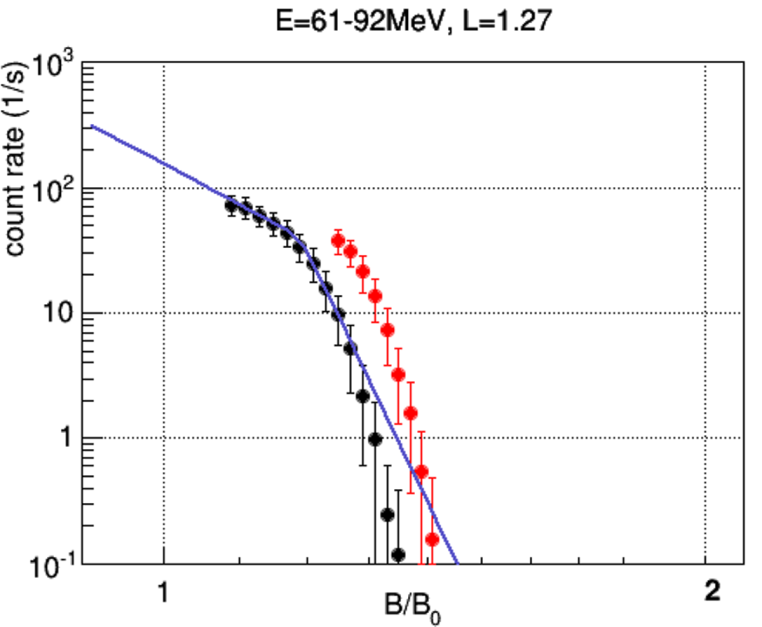 E=61-92MeV, L=1.27
count rate (1/s)
10³
10²
10
1
10⁻¹
1
2
B/B₀